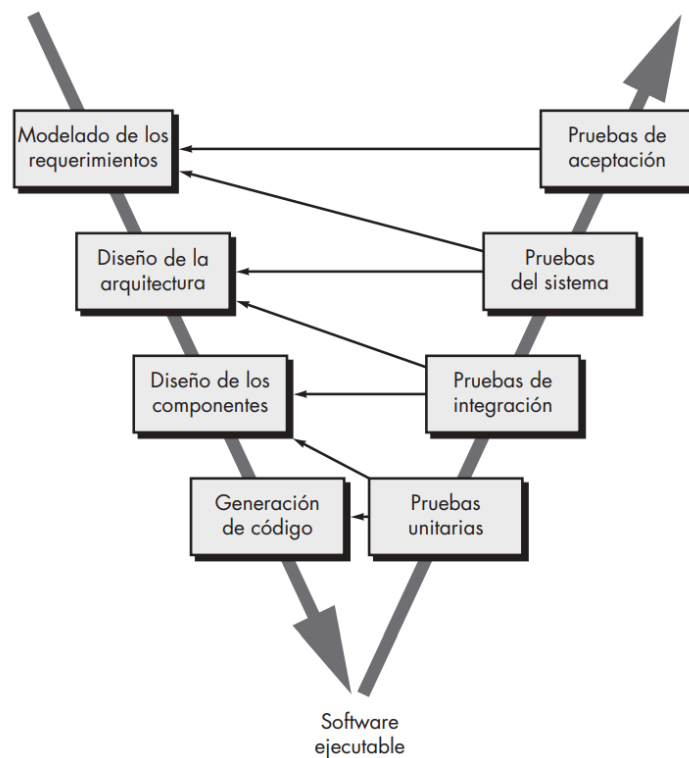 Modelado de los
requerimientos
Pruebas de
aceptación
Diseño de la
arquitectura
Pruebas
del sistema
Diseño de los
componentes
Pruebas de
integración
Generación
de código
Pruebas
unitarias
Software
ejecutable